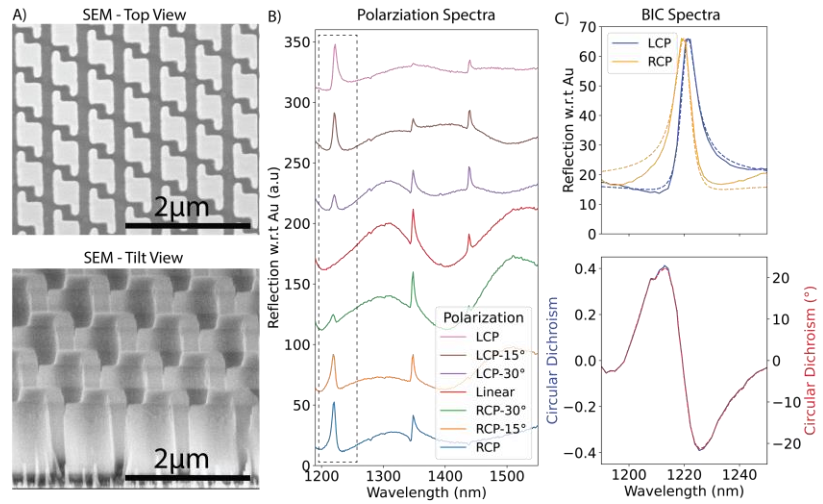 A)
SEM - Top View
2μm
SEM - Tilt View
2μm
B)
Polarziation Spectra
Reflection w.r.t Au (a.u)
350
300
250
200
150
100
50
0
1200
1300
1400
1500
Wavelength (nm)
Polarization
LCP
LCP-15°
LCP-30°
Linear
RCP-30°
RCP-15°
RCP
C)
BIC Spectra
Reflection w.r.t Au
70
60
50
40
30
20
10
0
LCP
RCP
Circular Dichroism
0.4
0.2
0.0
−0.2
−0.4
20
10
0
−10
−20
Circular Dichroism (°)
1200
1220
1240
Wavelength (nm)